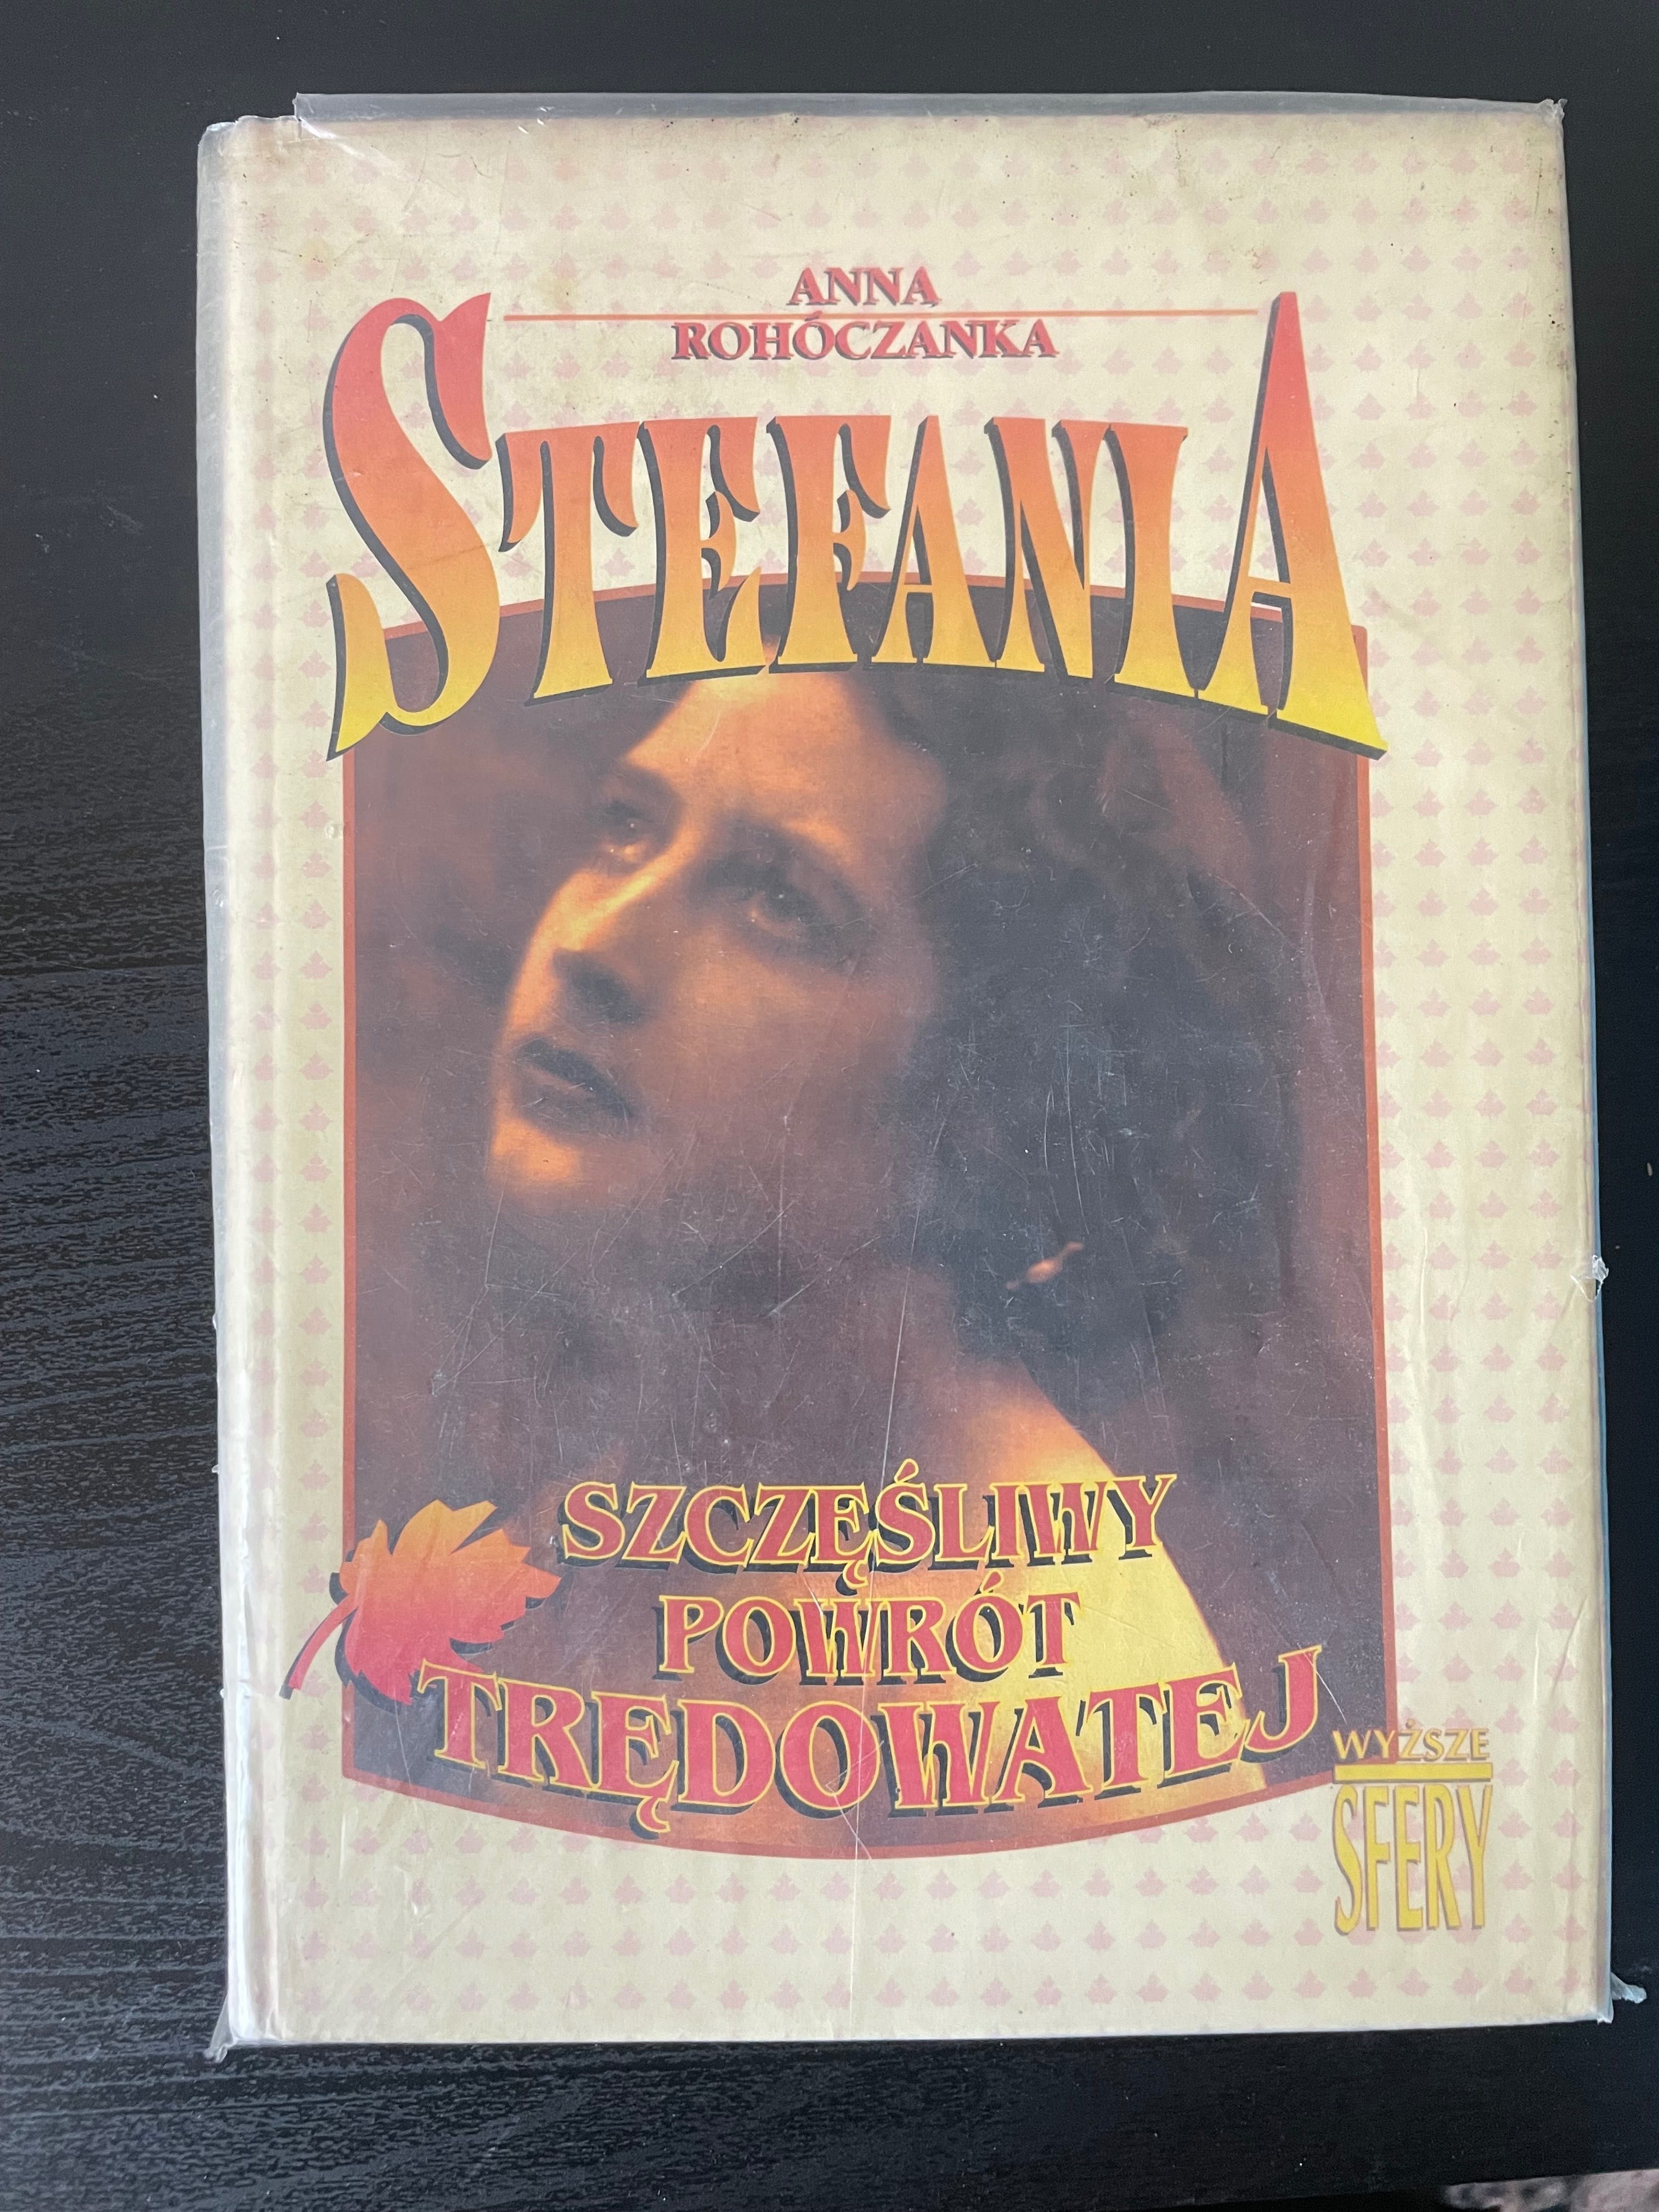 ANNA
ROHÓCZANKA
STEFANIA
SZCZĘŚLIWY
POWRÓT
TRĘDOWATEJ
WYŻSZE
SFERY